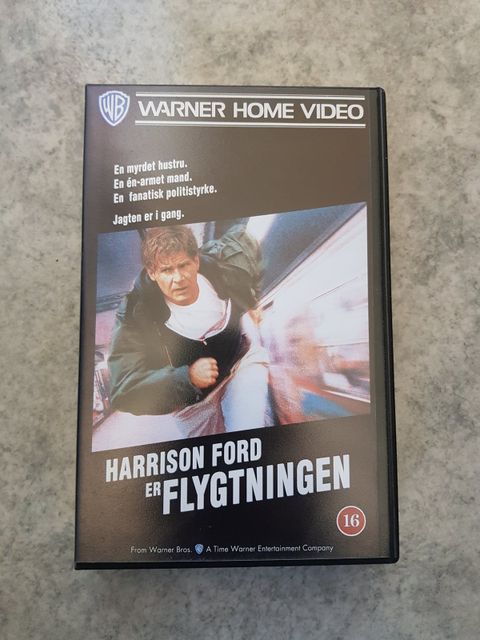 WB WARNER HOME VIDEO
En myrdet hustru.
En én-armet mand.
En fanatisk politistyrke.
Jagten er i gang.
HARRISON FORD
ER FLYGTNINGEN
16
From Warner Bros. A Time Warner Entertainment Company